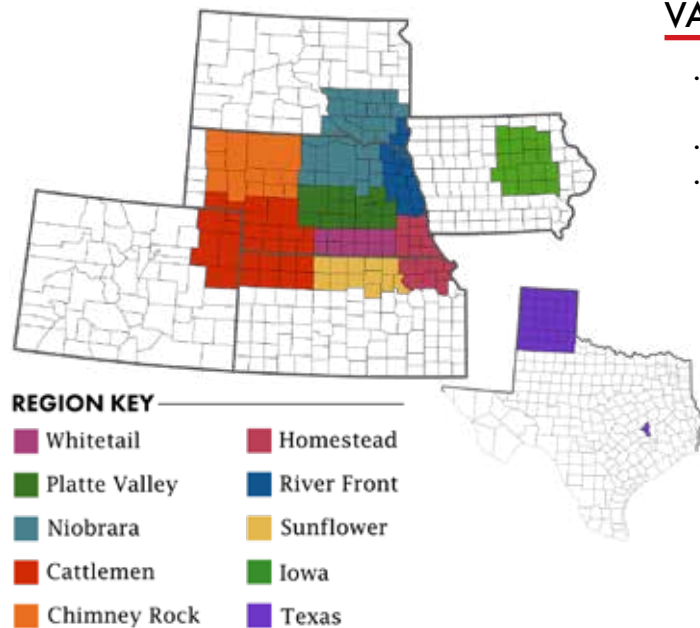 VA
REGION KEY
Whitetail
Platte Valley
Niobrara
Cattlemen
Chimney Rock
Homestead
River Front
Sunflower
Iowa
Texas